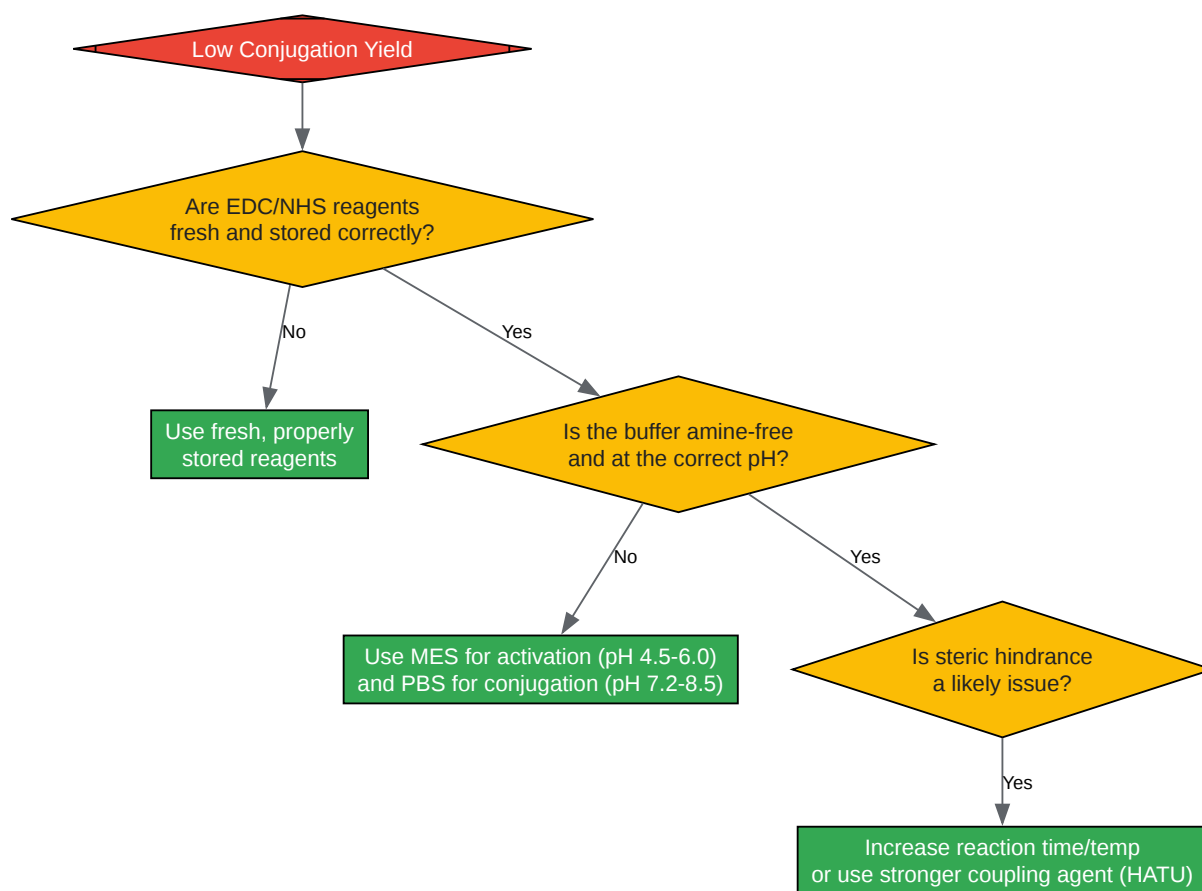 Low Conjugation Yield
Are EDC/NHS reagents
fresh and stored correctly?
No
Yes
Use fresh, properly
stored reagents
Is the buffer amine-free
and at the correct pH?
No
Yes
Use MES for activation (pH 4.5-6.0)
and PBS for conjugation (pH 7.2-8.5)
Is steric hindrance
a likely issue?
Yes
Increase reaction time/temp
or use stronger coupling agent (HATU)